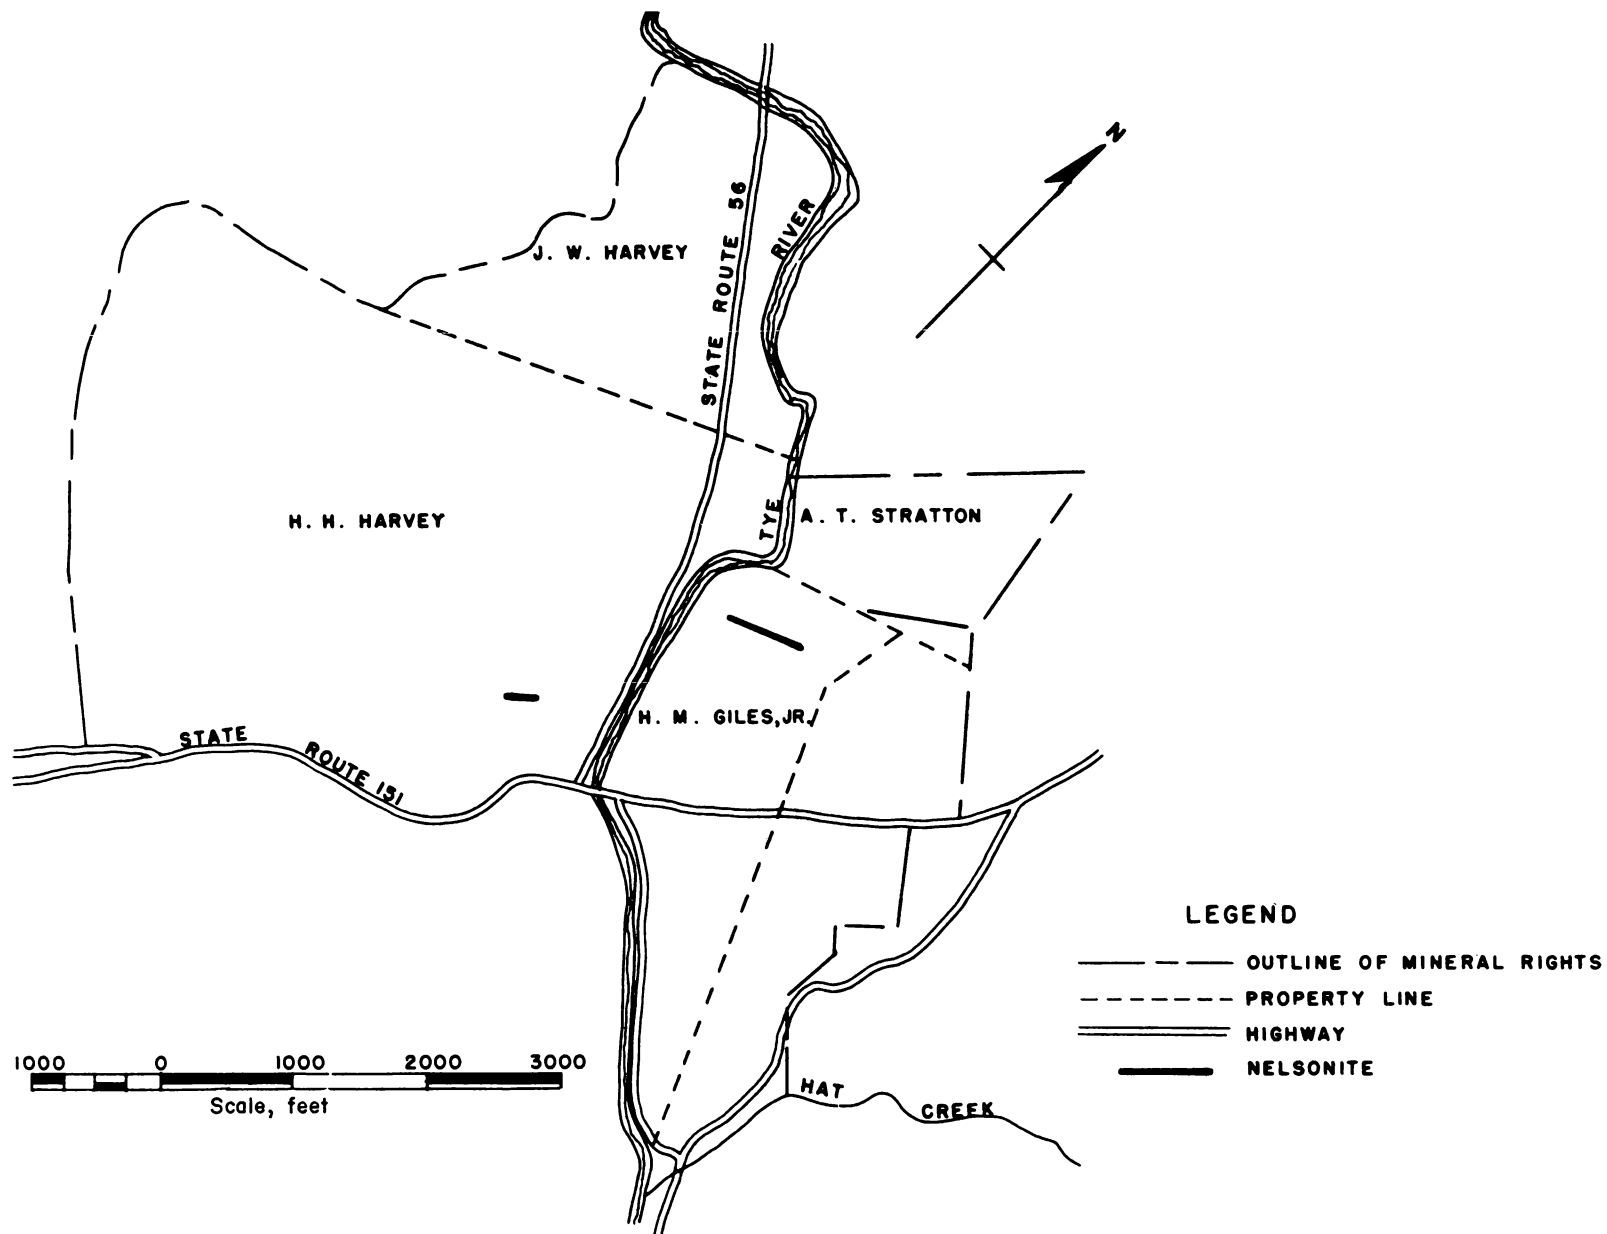 N
J. W. HARVEY
STATE ROUTE 56
RIVER
H. H. HARVEY
TYE
A. T. STRATTON
H. M. GILES, JR.
STATE
ROUTE 151
LEGEND
OUTLINE OF MINERAL RIGHTS
PROPERTY LINE
HIGHWAY
NELSONITE
1000 0 1000 2000 3000
Scale, feet
HAT
CREEK